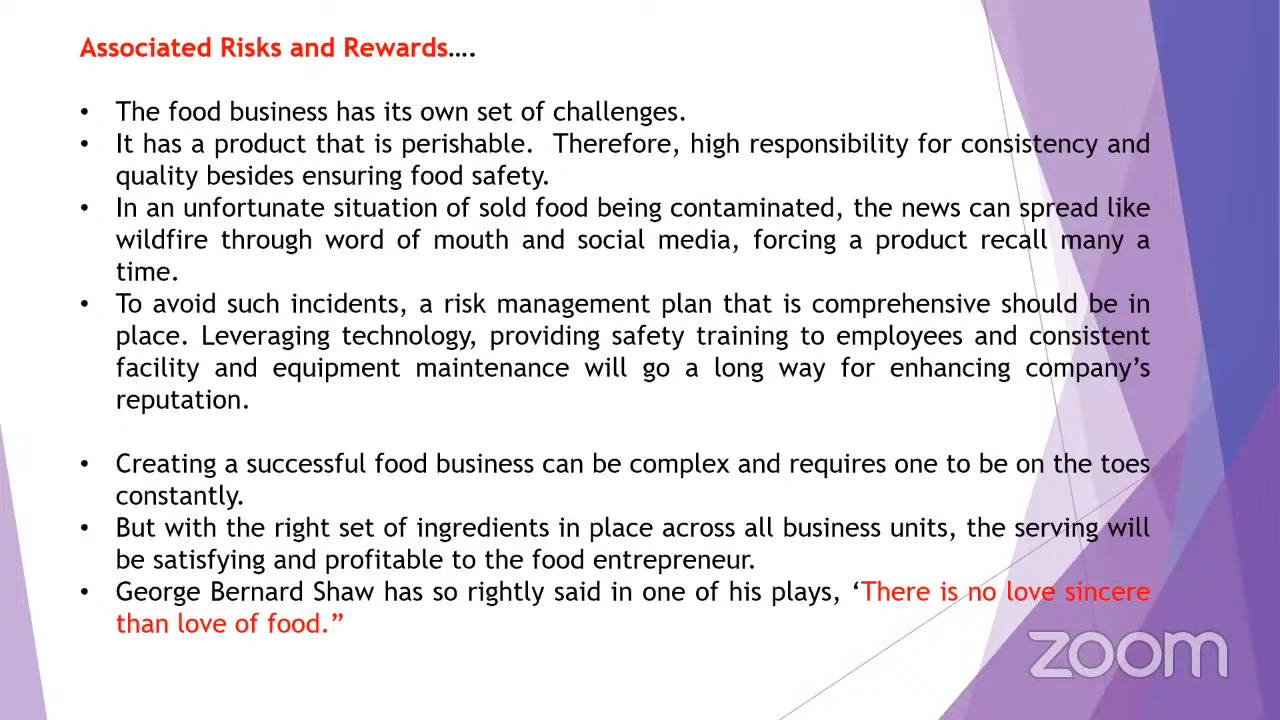 Associated Risks and Rewards….
• The food business has its own set of challenges.
• It has a product that is perishable.  Therefore, high responsibility for consistency and
quality besides ensuring food safety.
• In an unfortunate situation of sold food being contaminated, the news can spread like
wildfire through word of mouth and social media, forcing a product recall many a
time.
• To avoid such incidents, a risk management plan that is comprehensive should be in
place. Leveraging technology, providing safety training to employees and consistent
facility and equipment maintenance will go a long way for enhancing company’s
reputation.
• Creating a successful food business can be complex and requires one to be on the toes
constantly.
• But with the right set of ingredients in place across all business units, the serving will
be satisfying and profitable to the food entrepreneur.
• George Bernard Shaw has so rightly said in one of his plays, ‘There is no love sincere
than love of food.”
zoom